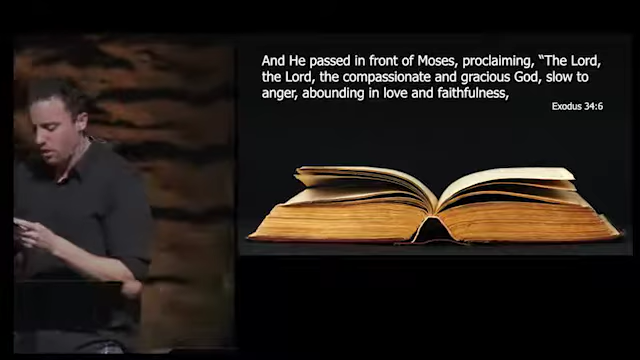 And He passed in front of Moses, proclaiming, “The Lord,
the Lord, the compassionate and gracious God, slow to
anger, abounding in love and faithfulness,
Exodus 34:6